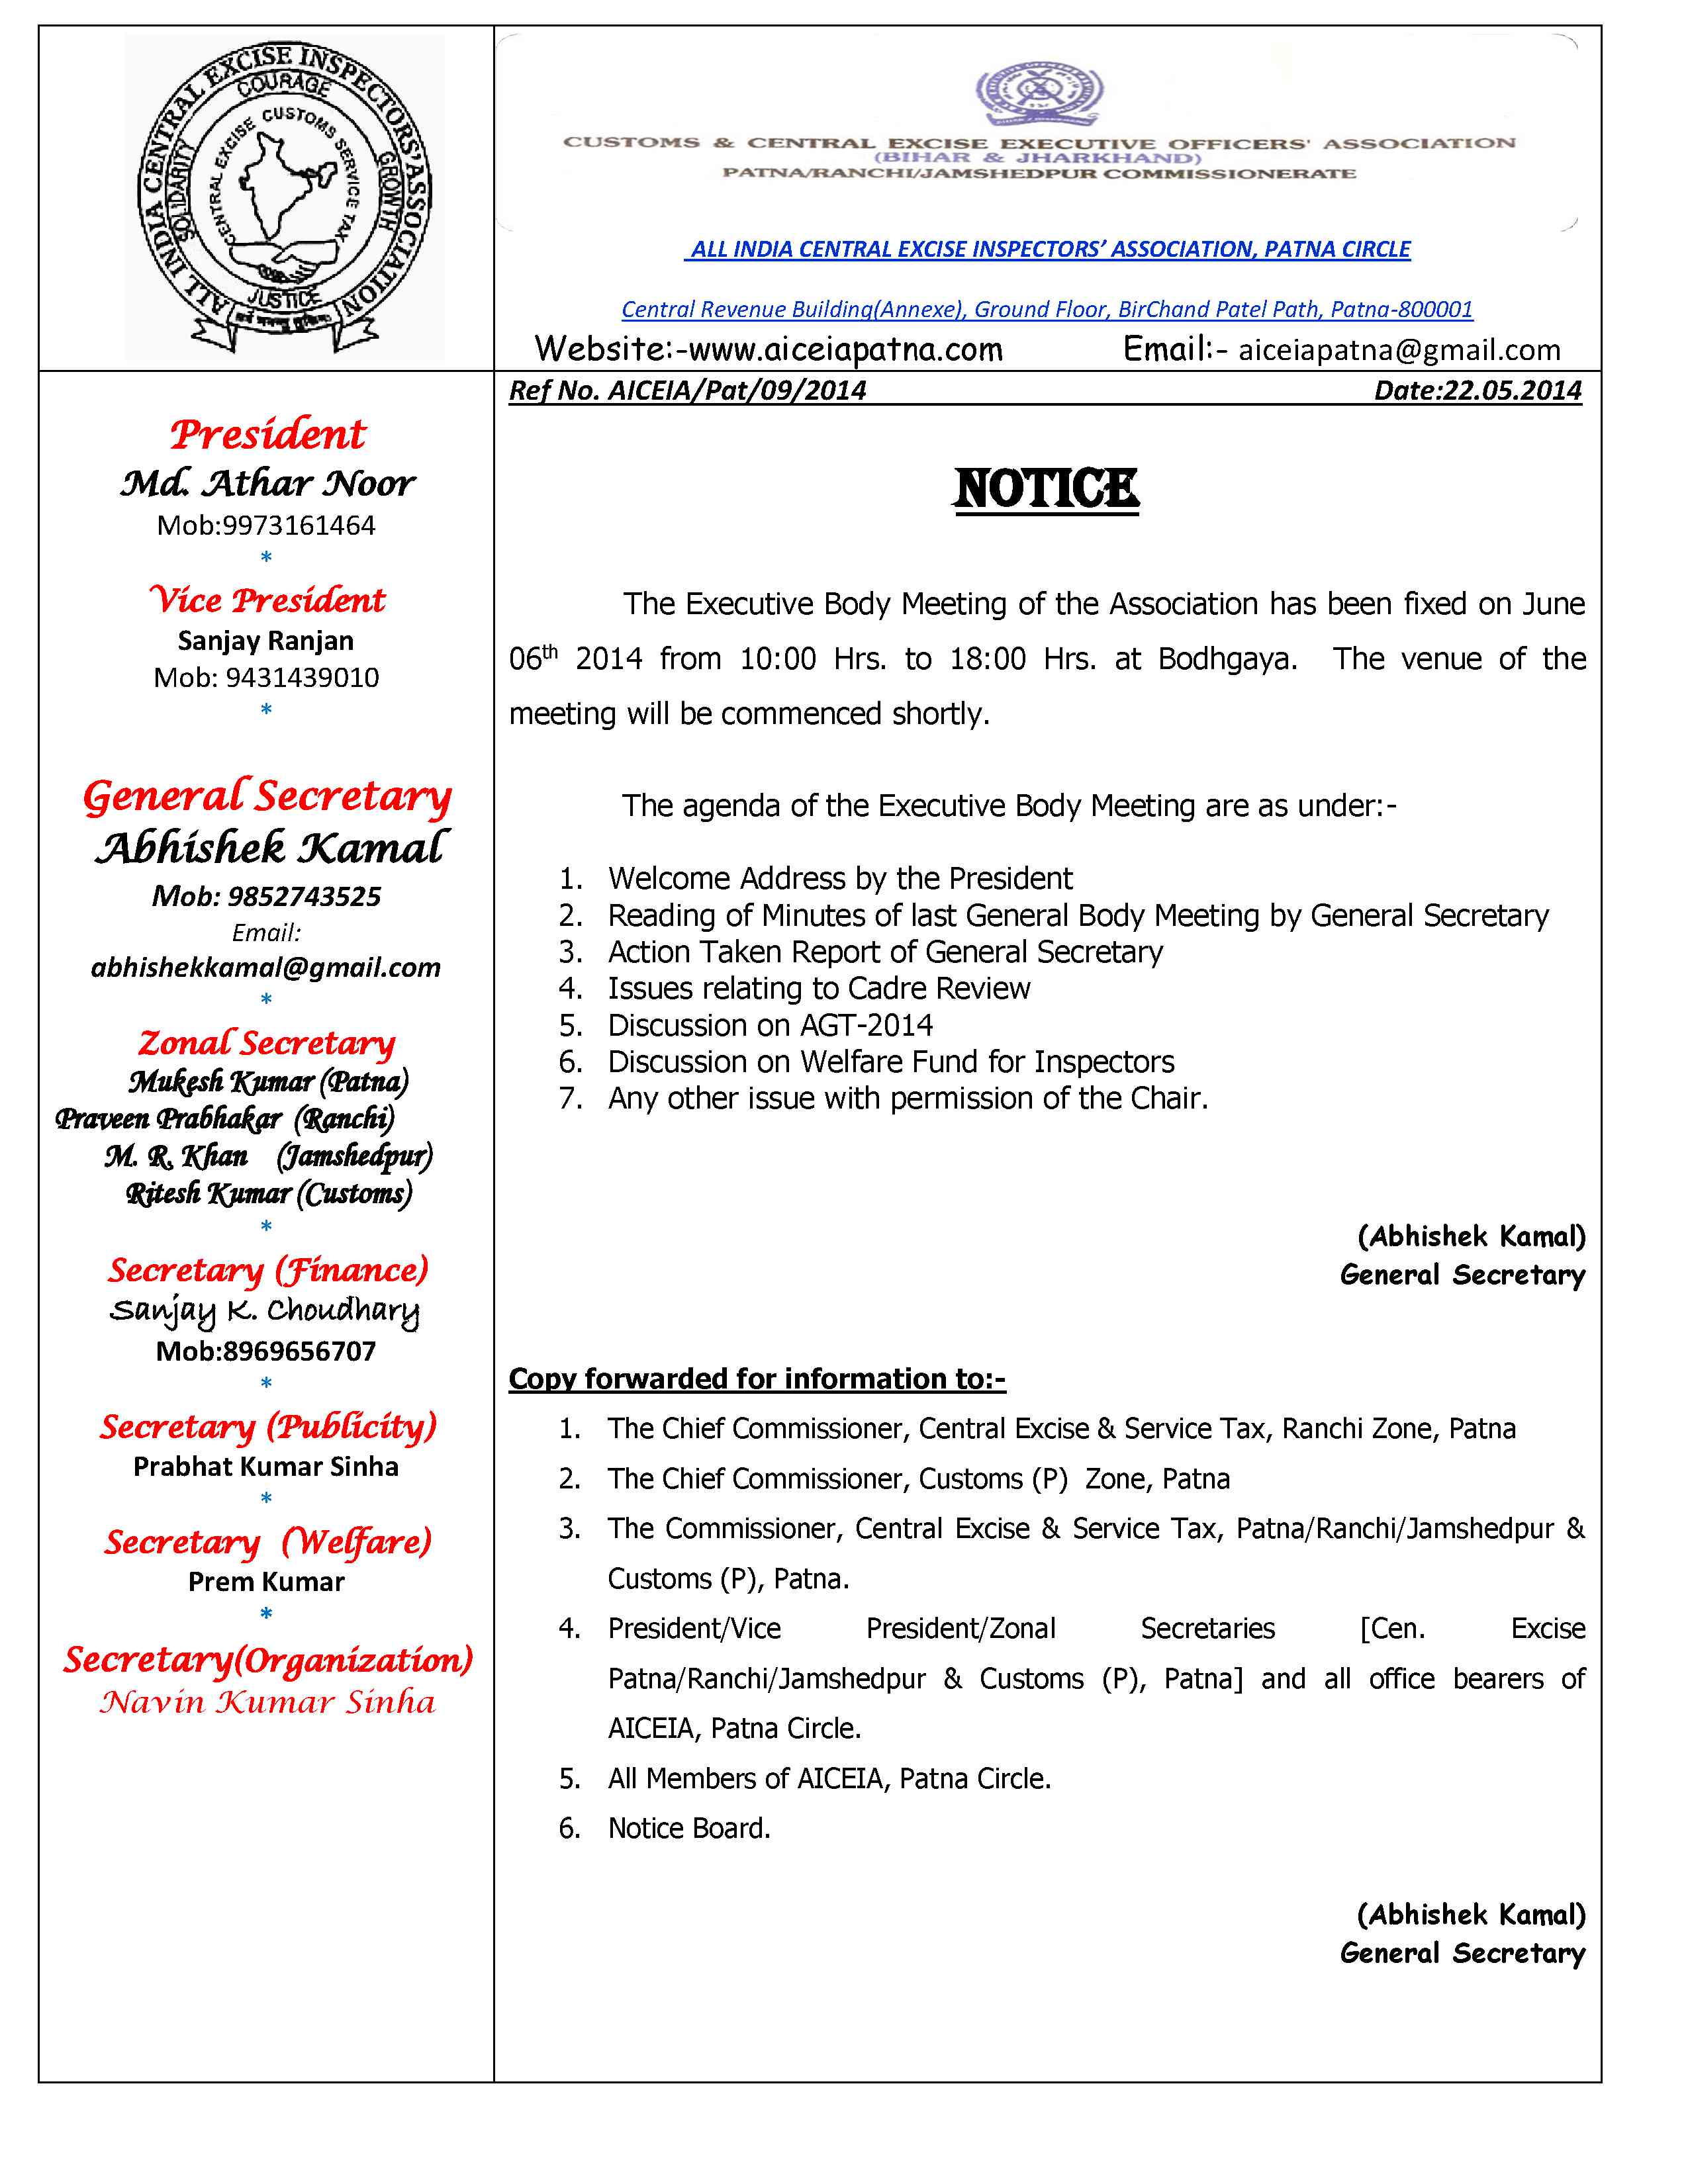 ALL INDIA CENTRAL EXCISE INSPECTORS' ASSOCIATION
COURAGE
SOLIDARITY
GROWTH
JUSTICE
CENTRAL EXCISE CUSTOMS SERVICE TAX
CUSTOMS & CENTRAL EXCISE EXECUTIVE OFFICERS' ASSOCIATION
(BIHAR & JHARKHAND)
PATNA/RANCHI/JAMSHEDPUR COMMISSIONERATE
ALL INDIA CENTRAL EXCISE INSPECTORS' ASSOCIATION, PATNA CIRCLE
Central Revenue Building(Annexe), Ground Floor, BirChand Patel Path, Patna-800001
Website:-www.aiceiapatna.com Email:- aiceiapatna@gmail.com
President
Md. Athar Noor
Mob:9973161464
*
Vice President
Sanjay Ranjan
Mob: 9431439010
*
General Secretary
Abhishek Kamal
Mob: 9852743525
Email:
abhishekkamal@gmail.com
*
Zonal Secretary
Mukesh Kumar (Patna)
Praveen Prabhakar (Ranchi)
M. R. Khan (Jamshedpur)
Ritesh Kumar (Customs)
*
Secretary (Finance)
Sanjay K. Choudhary
Mob:8969656707
*
Secretary (Publicity)
Prabhat Kumar Sinha
*
Secretary (Welfare)
Prem Kumar
*
Secretary(Organization)
Navin Kumar Sinha
Ref No. AICEIA/Pat/09/2014 Date:22.05.2014
NOTICE
The Executive Body Meeting of the Association has been fixed on June
06th 2014 from 10:00 Hrs. to 18:00 Hrs. at Bodhgaya. The venue of the
meeting will be commenced shortly.
The agenda of the Executive Body Meeting are as under:-
1. Welcome Address by the President
2. Reading of Minutes of last General Body Meeting by General Secretary
3. Action Taken Report of General Secretary
4. Issues relating to Cadre Review
5. Discussion on AGT-2014
6. Discussion on Welfare Fund for Inspectors
7. Any other issue with permission of the Chair.
(Abhishek Kamal)
General Secretary
Copy forwarded for information to:-
1. The Chief Commissioner, Central Excise & Service Tax, Ranchi Zone, Patna
2. The Chief Commissioner, Customs (P) Zone, Patna
3. The Commissioner, Central Excise & Service Tax, Patna/Ranchi/Jamshedpur &
Customs (P), Patna.
4. President/Vice President/Zonal Secretaries [Cen. Excise
Patna/Ranchi/Jamshedpur & Customs (P), Patna] and all office bearers of
AICEIA, Patna Circle.
5. All Members of AICEIA, Patna Circle.
6. Notice Board.
(Abhishek Kamal)
General Secretary